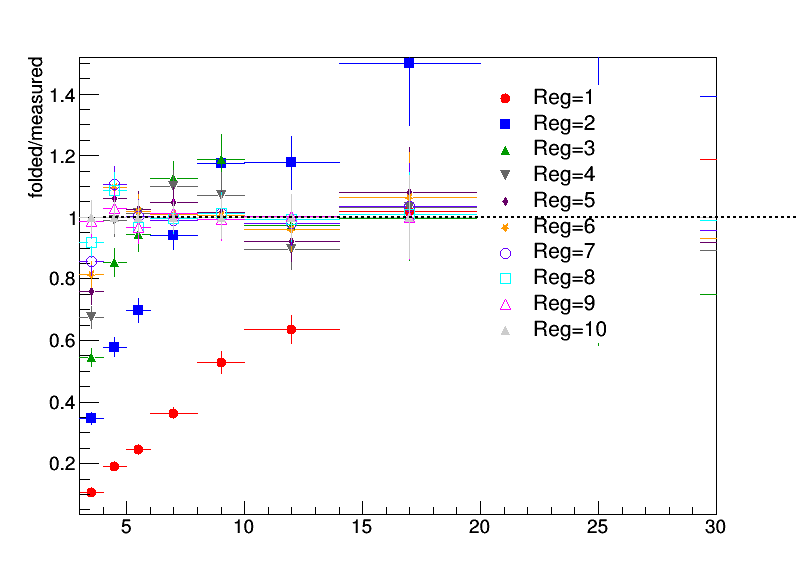 folded/measured
1.4
1.2
1
0.8
0.6
0.4
0.2
5
10
15
20
25
30
Reg=1
Reg=2
Reg=3
Reg=4
Reg=5
Reg=6
Reg=7
Reg=8
Reg=9
Reg=10